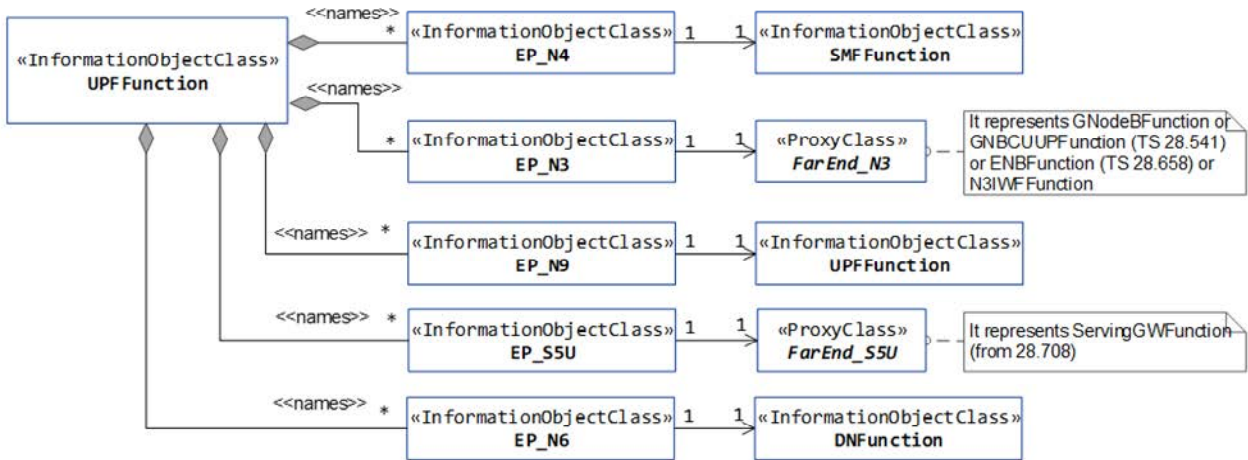 «InformationObjectClass»
UPFFunction
<<names>>
*
«InformationObjectClass»
EP_N4
1
1
«InformationObjectClass»
SMFFunction
<<names>>
*
«InformationObjectClass»
EP_N3
1
1
«ProxyClass»
FarEnd_N3
It represents GNodeBFunction or
GNBCUUPFunction (TS 28.541)
or ENBFunction (TS 28.658) or
N3IWFFunction
<<names>>
*
«InformationObjectClass»
EP_N9
1
1
«InformationObjectClass»
UPFFunction
<<names>>
*
«InformationObjectClass»
EP_S5U
1
1
«ProxyClass»
FarEnd_S5U
It represents ServingGWFunction
(from 28.708)
<<names>>
*
«InformationObjectClass»
EP_N6
1
1
«InformationObjectClass»
DNFunction